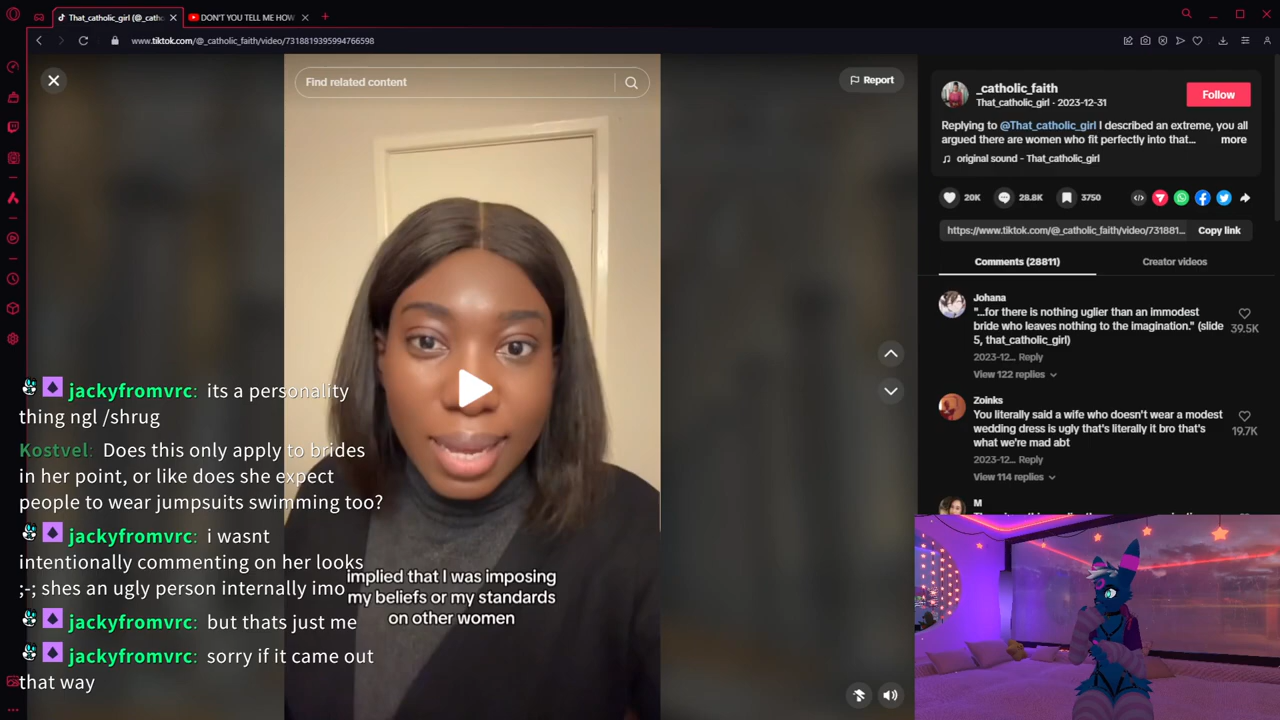 That_catholic_girl (@_cath
DON'T YOU TELL ME HOW
www.tiktok.com/@_catholic_faith/video/7318819395994766598
Find related content
Report
_catholic_faith
That_catholic_girl · 2023-12-31
Follow
Replying to @That_catholic_girl I described an extreme, you all
argued there are women who fit perfectly into that... more
original sound - That_catholic_girl
20K
28.8K
3750
https://www.tiktok.com/@_catholic_faith/video/731881...
Copy link
Comments (28811)
Creator videos
Johana
"...for there is nothing uglier than an immodest
bride who leaves nothing to the imagination." (slide
5, that_catholic_girl)
39.5K
2023-12... Reply
View 122 replies
Zoinks
You literally said a wife who doesn't wear a modest
wedding dress is ugly that's literally it bro that's
what we're mad abt
19.7K
2023-12... Reply
View 114 replies
M
jackyfromvrc: its a personality
thing ngl /shrug
Kostvel: Does this only apply to brides
in her point, or like does she expect
people to wear jumpsuits swimming too?
jackyfromvrc: i wasnt
intentionally commenting on her looks
;-; shes an ugly person internally imo
jackyfromvrc: but thats just me
jackyfromvrc: sorry if it came out
that way
implied that I was imposing
my beliefs or my standards
on other women